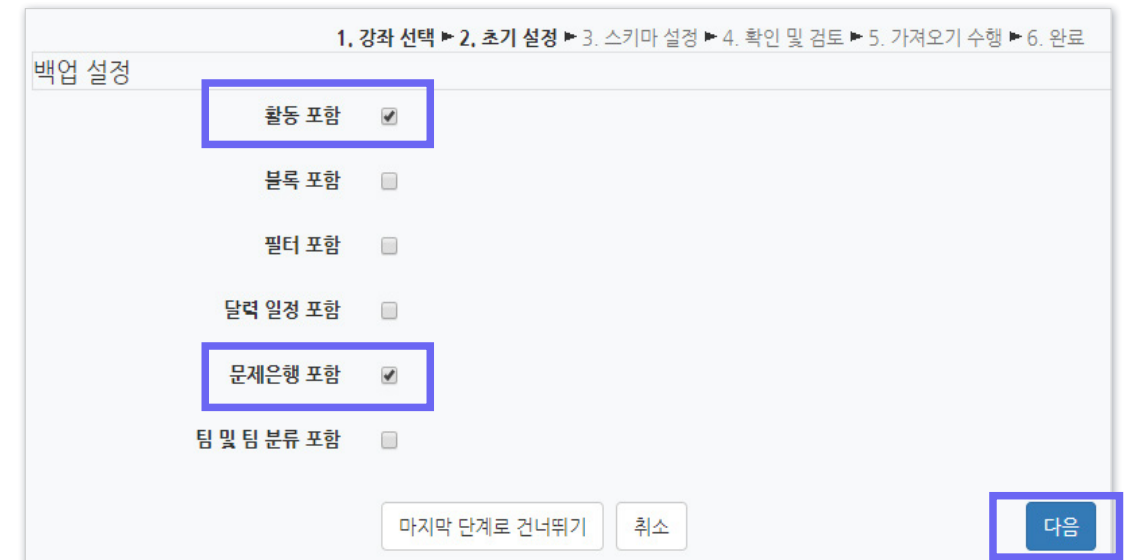 1. 강좌 선택 ► 2. 초기 설정 ► 3. 스키마 설정 ► 4. 확인 및 검토 ► 5. 가져오기 수행 ► 6. 완료
백업 설정
활동 포함
블록 포함
필터 포함
달력 일정 포함
문제은행 포함
팀 및 팀 분류 포함
마지막 단계로 건너뛰기 취소 다음